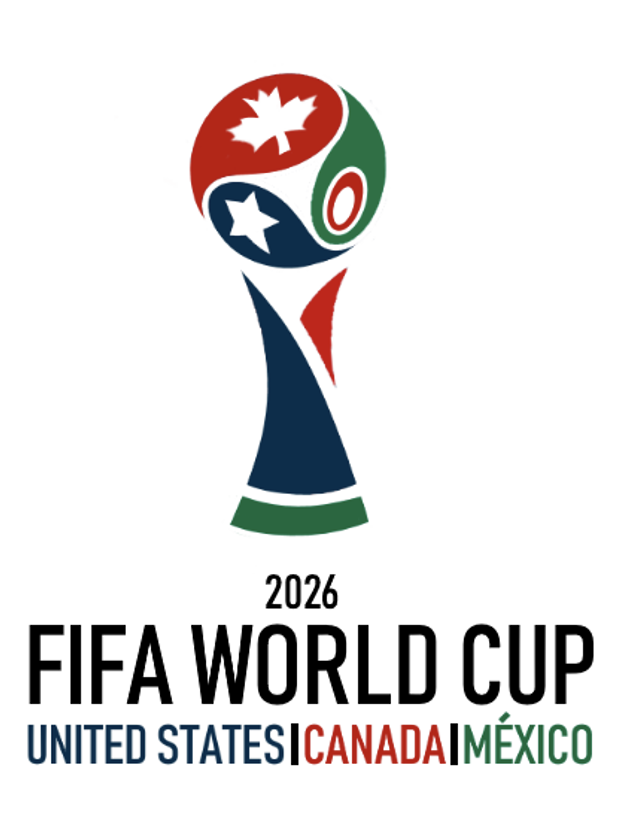 2026
FIFA WORLD CUP
UNITED STATES|CANADA|MÉXICO